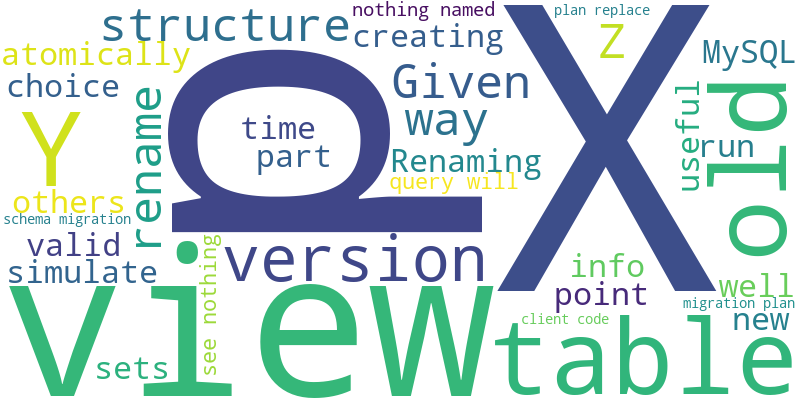 nothing named
plan replace
structure
creating
atomically
choice
Z
MySQL
Given
X
old
Y
rename
p
time
part
way
useful
run
Renaming
query will
others
schema migration
valid
simulate
see nothing
version
info
point
well
migration plan
view
client code
new
table
sets